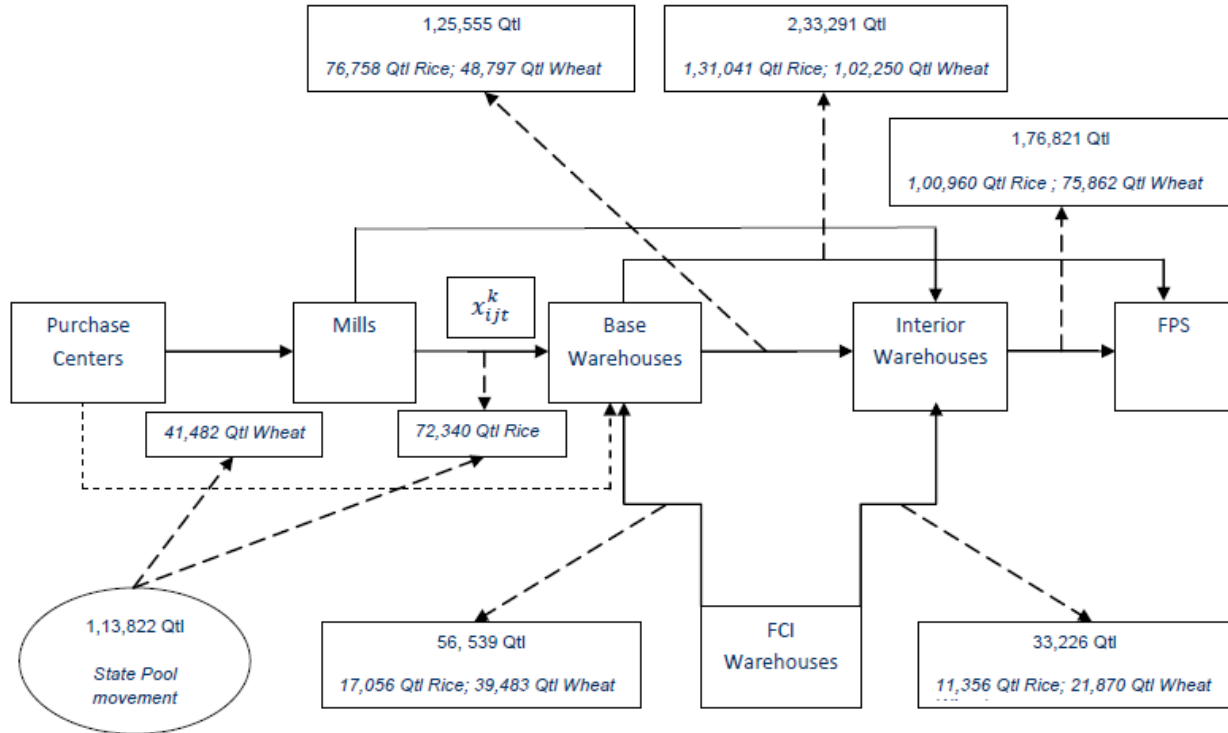 1,25,555 Qtl
76,758 Qtl Rice; 48,797 Qtl Wheat
2,33,291 Qtl
1,31,041 Qtl Rice; 1,02,250 Qtl Wheat
1,76,821 Qtl
1,00,960 Qtl Rice ; 75,862 Qtl Wheat
Purchase
Centers
Mills
x_{ijt}^{k}
Base
Warehouses
Interior
Warehouses
FPS
41,482 Qtl Wheat
72,340 Qtl Rice
1,13,822 Qtl
State Pool
movement
56, 539 Qtl
17,056 Qtl Rice; 39,483 Qtl Wheat
FCI
Warehouses
33,226 Qtl
11,356 Qtl Rice; 21,870 Qtl Wheat